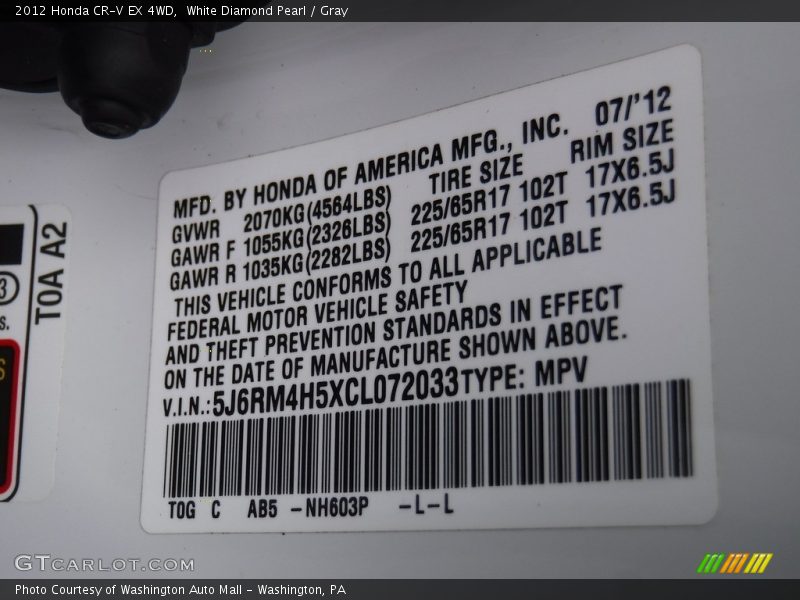 2012 Honda CR-V EX 4WD, White Diamond Pearl / Gray
MFD. BY HONDA OF AMERICA MFG., INC. 07/'12
GVWR 2070KG(4564LBS) TIRE SIZE RIM SIZE
GAWR F 1055KG(2326LBS) 225/65R17 102T 17X6.5J
GAWR R 1035KG(2282LBS) 225/65R17 102T 17X6.5J
THIS VEHICLE CONFORMS TO ALL APPLICABLE
FEDERAL MOTOR VEHICLE SAFETY
AND THEFT PREVENTION STANDARDS IN EFFECT
ON THE DATE OF MANUFACTURE SHOWN ABOVE.
V.I.N.:5J6RM4H5XCL072033 TYPE: MPV
TOG C AB5 -NH603P -L-L
T0A A2
3
S.
S
GTCARLOT.COM
Photo Courtesy of Washington Auto Mall - Washington, PA